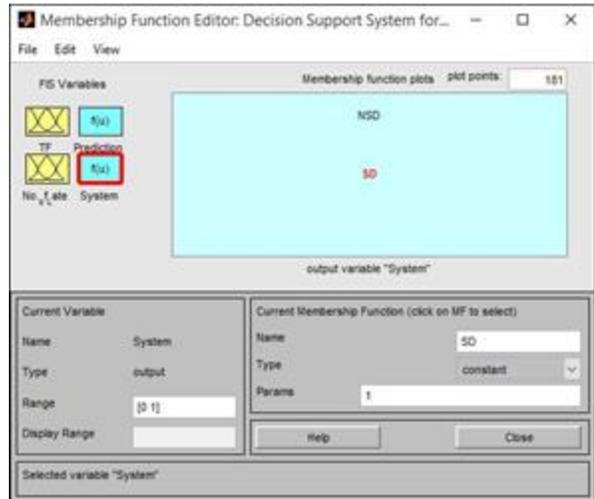 Membership Function Editor: Decision Support System for...
File Edit View
FIS Variables
Membership function plots plot points: 181
f(u)
TF Prediction
f(u)
System
NSD
SD
output variable "System"
Current Variable
Name System
Type output
Range [0 1]
Display Range
Current Membership Function (click on MF to select)
Name SD
Type constant
Params 1
Help Close
Selected variable "System"